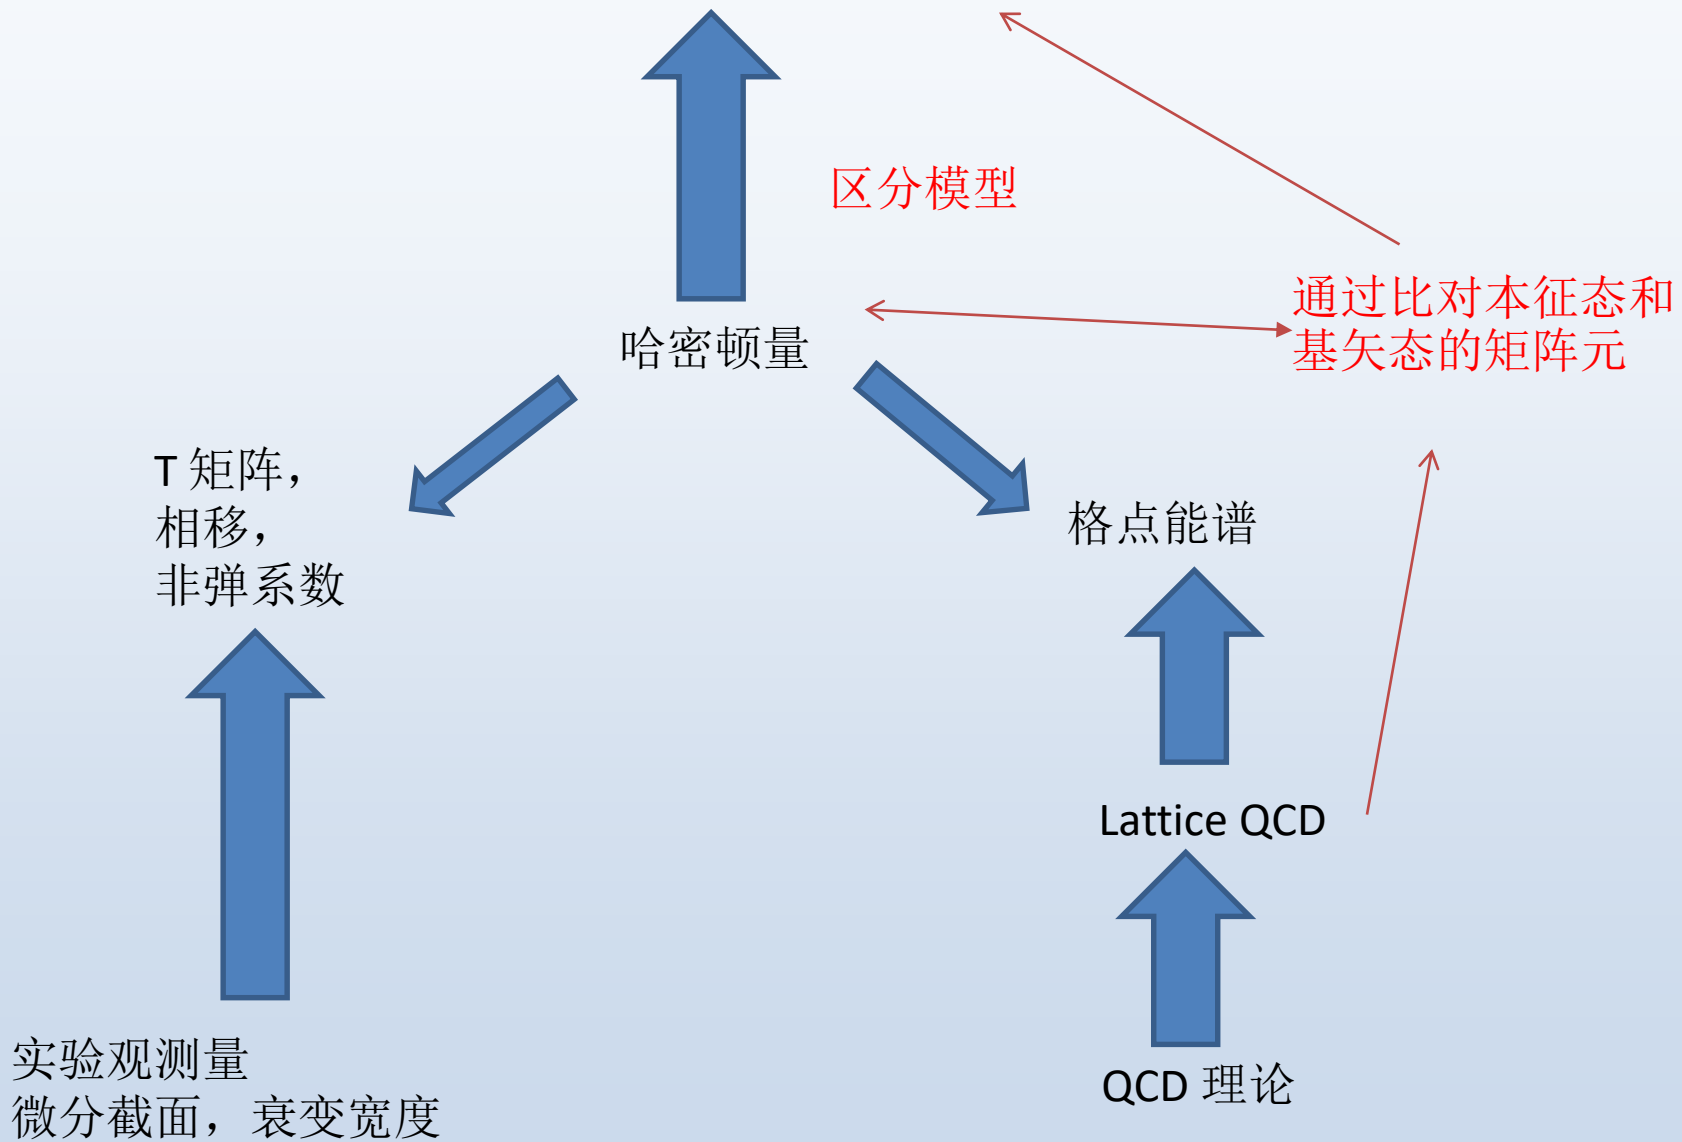 区分模型
通过比对本征态和
基矢态的矩阵元
哈密顿量
T 矩阵，
相移，
非弹系数
格点能谱
Lattice QCD
实验观测量
微分截面，衰变宽度
QCD 理论